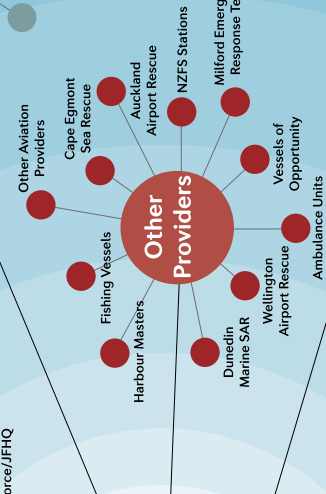 Other Aviation
Providers
Cape Egmont
Sea Rescue
Auckland
Airport Rescue
NZFS Stations
Milford Emerg
Response Te
Vessels of
Opportunity
Ambulance Units
Wellington
Airport Rescue
Dunedin
Marine SAR
Harbour Masters
Fishing Vessels
Other
Providers
orce/JFHQ